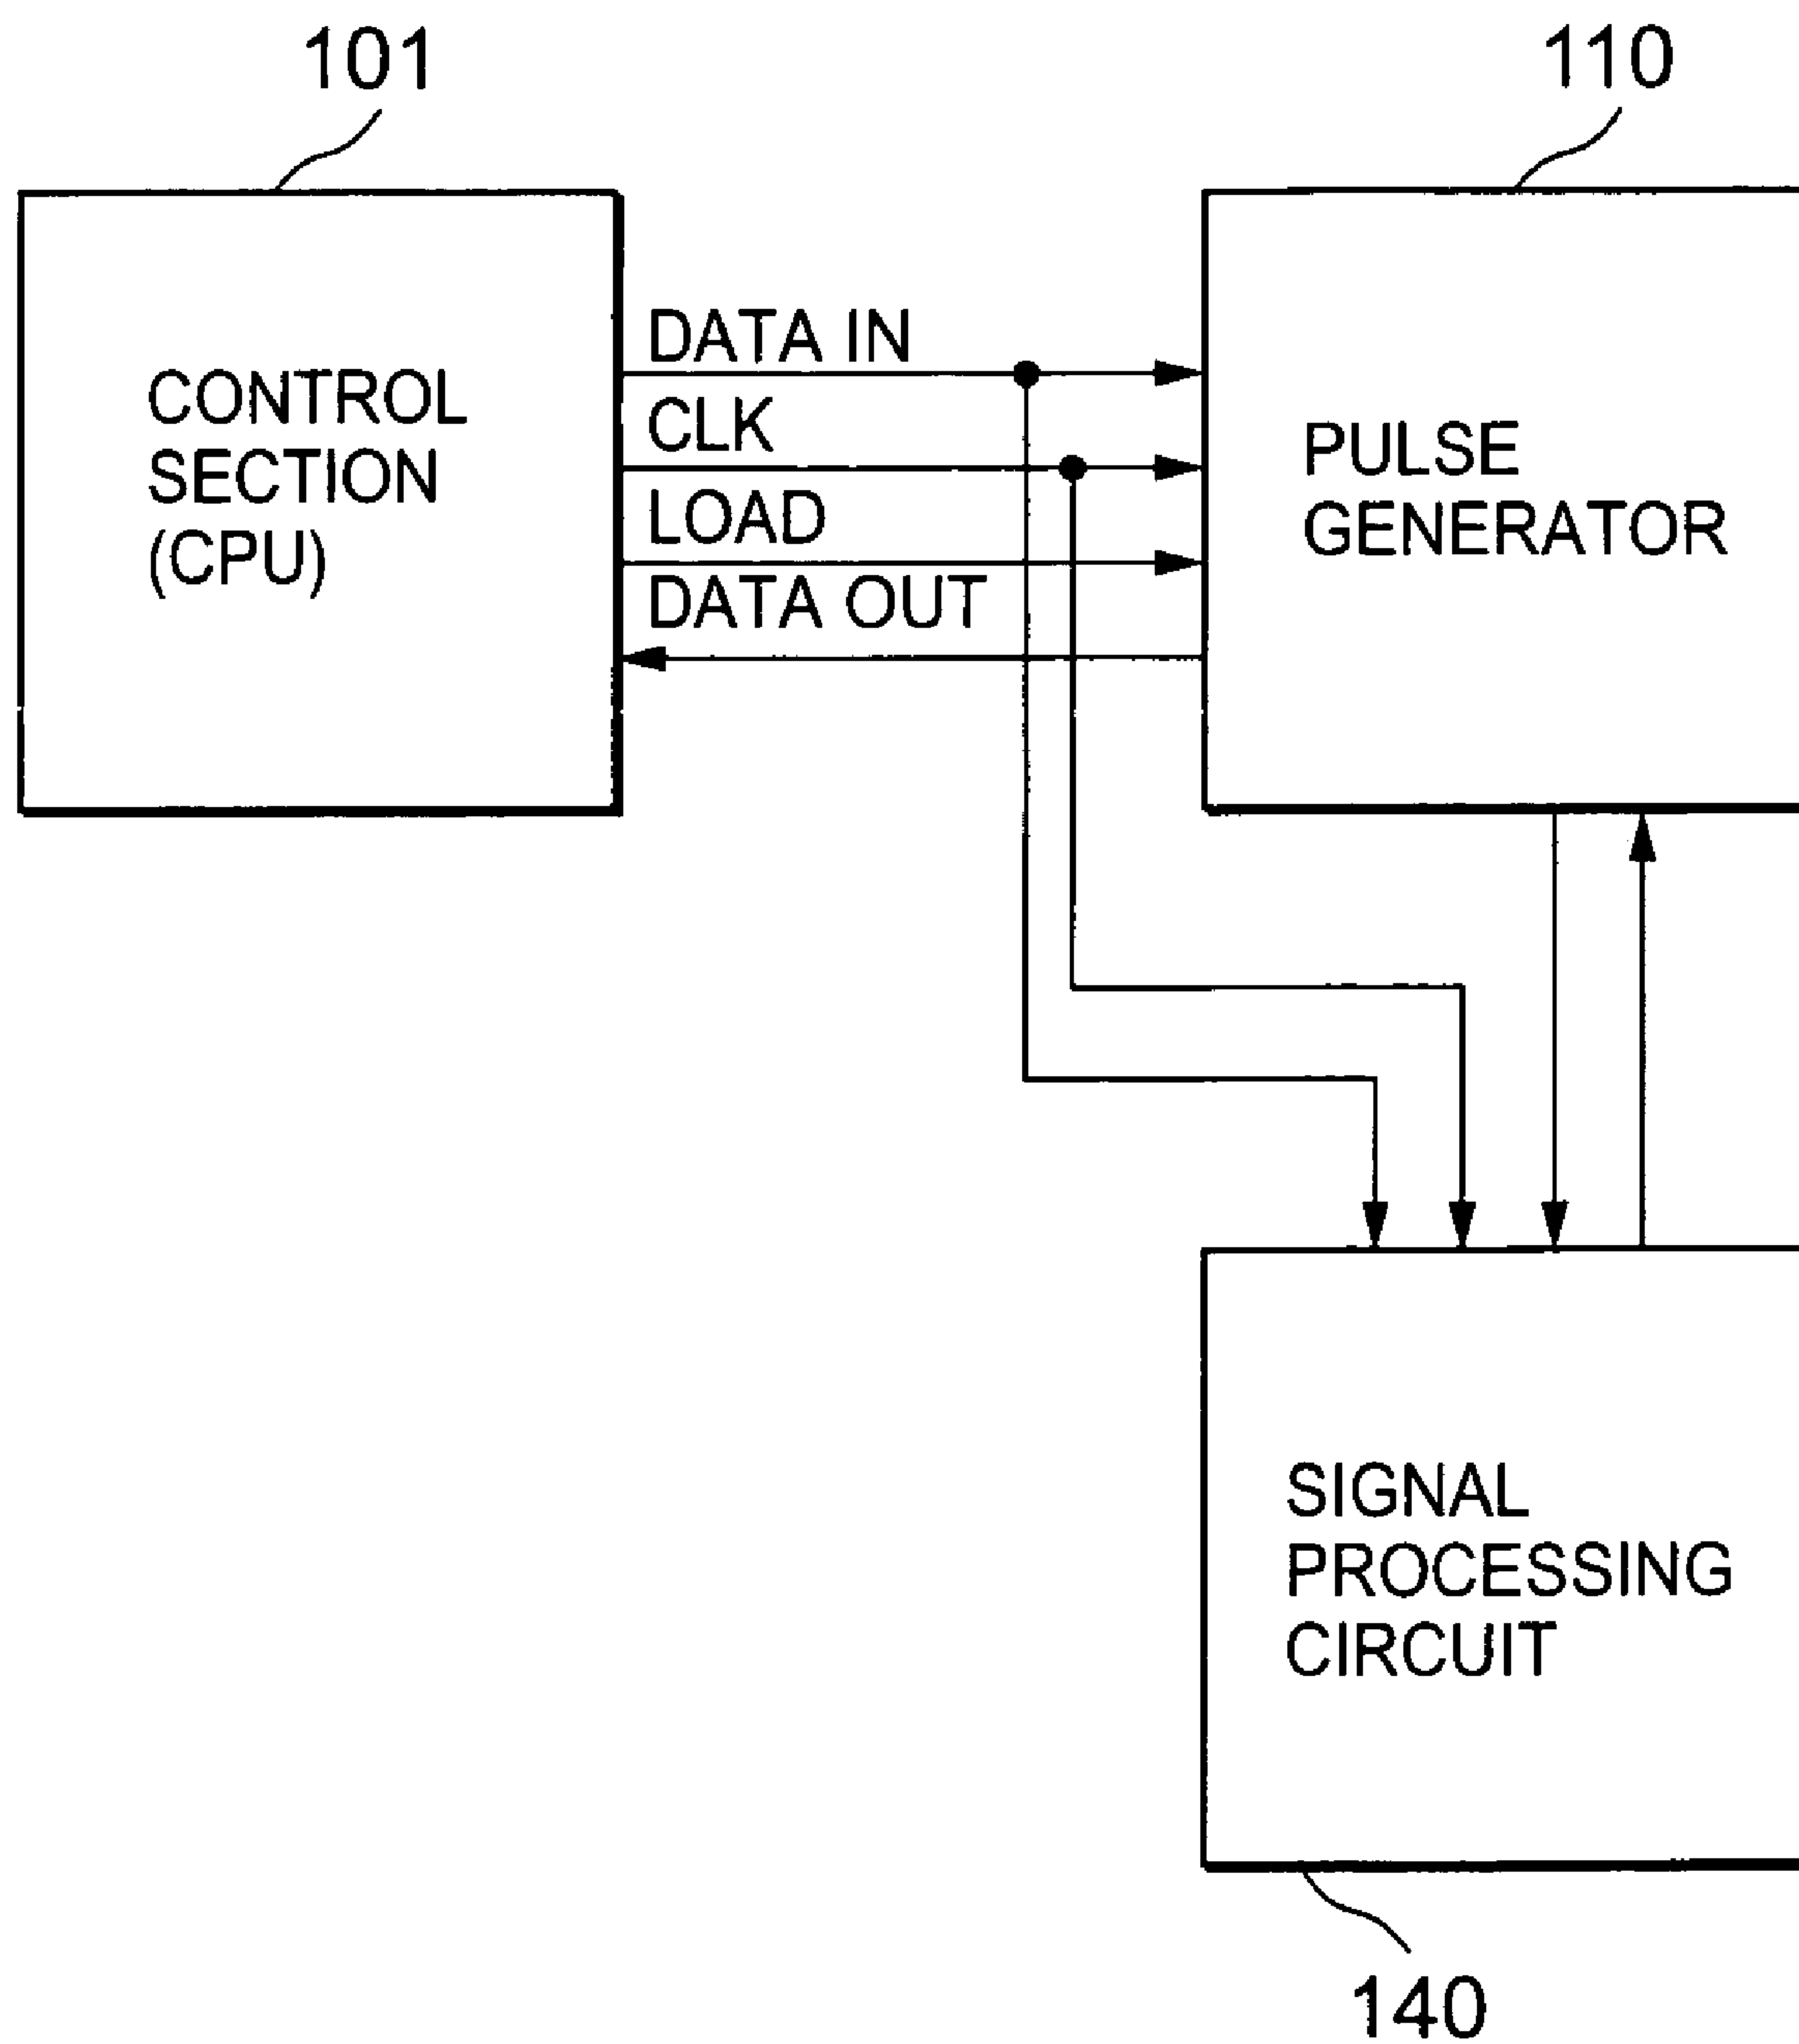 101
110
CONTROL
SECTION
(CPU)
DATA IN
CLK
LOAD
DATA OUT
PULSE
GENERATOR
SIGNAL
PROCESSING
CIRCUIT
140